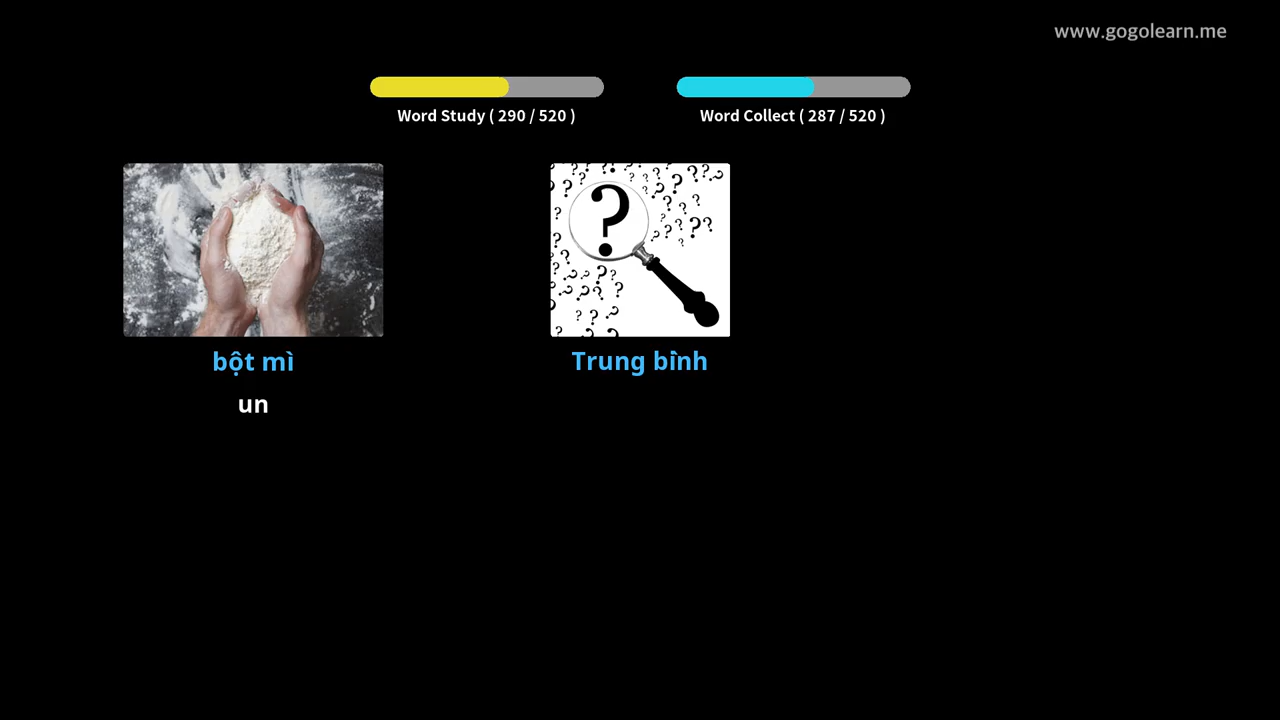 www.gogolearn.me
Word Study ( 290 / 520 )
Word Collect ( 287 / 520 )
bột mì
un
Trung bình